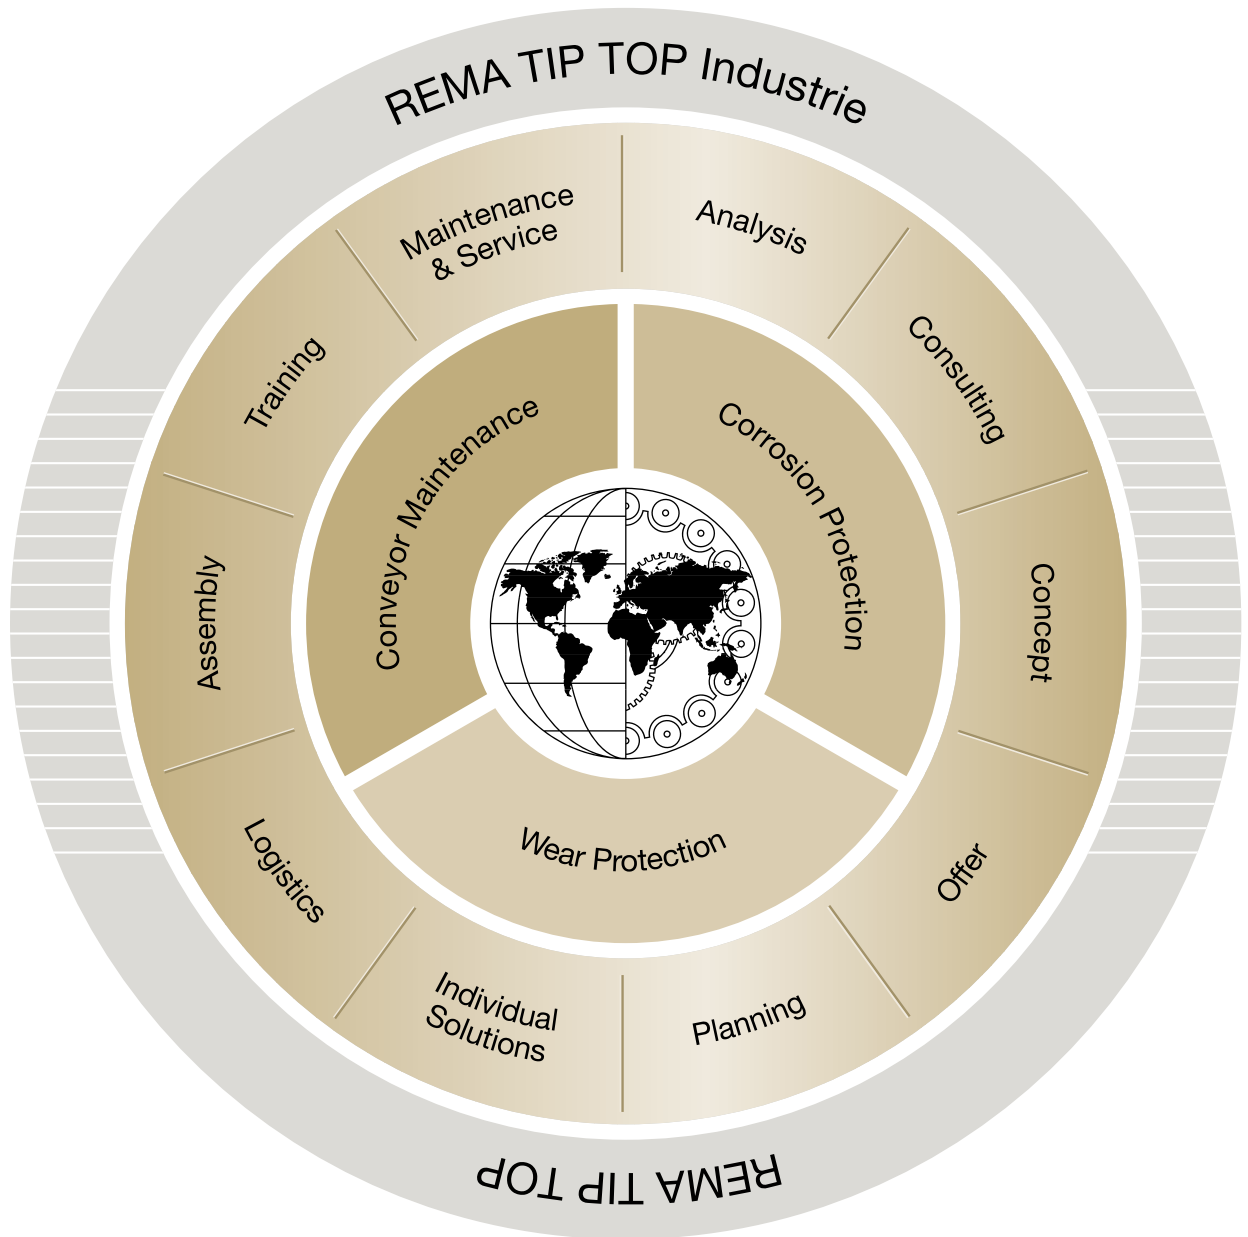 REMA TIP TOP Industrie
Analysis
Consulting
Concept
Offer
Planning
Individual
Solutions
Logistics
Assembly
Training
Maintenance
& Service
Corrosion Protection
Wear Protection
Conveyor Maintenance
REMA TIP TOP